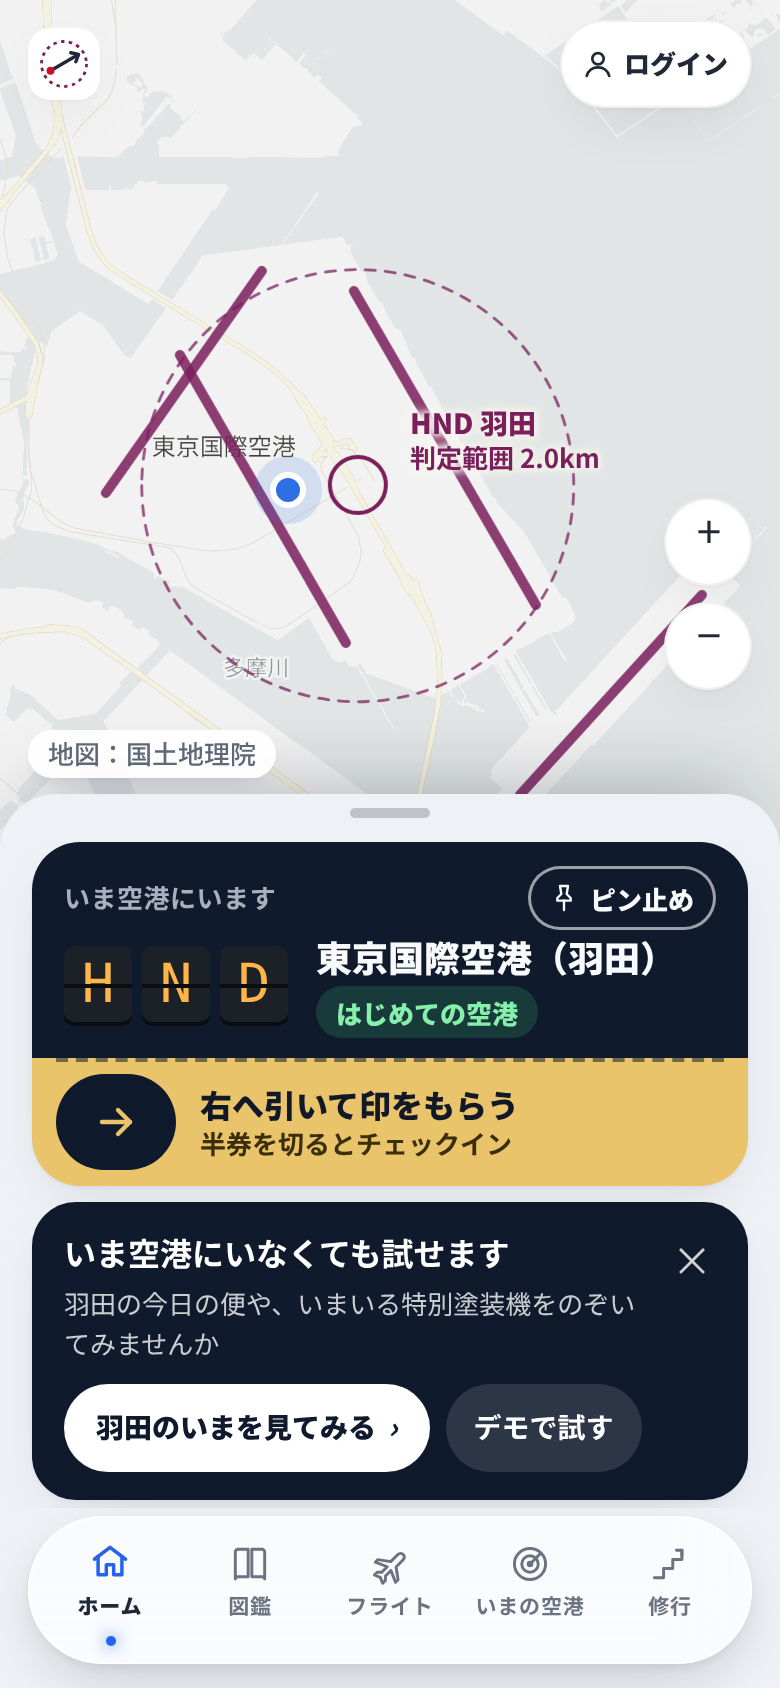 ログイン
東京国際空港
HND 羽田
判定範囲 2.0km
+
−
多摩川
地図：国土地理院
いま空港にいます
ピン止め
HND
東京国際空港（羽田）
はじめての空港
→
右へ引いて印をもらう
半券を切るとチェックイン
いま空港にいなくても試せます
羽田の今日の便や、いまいる特別塗装機をのぞい
てみませんか
羽田のいまを見てみる ›
デモで試す
ホーム
図鑑
フライト
いまの空港
修行